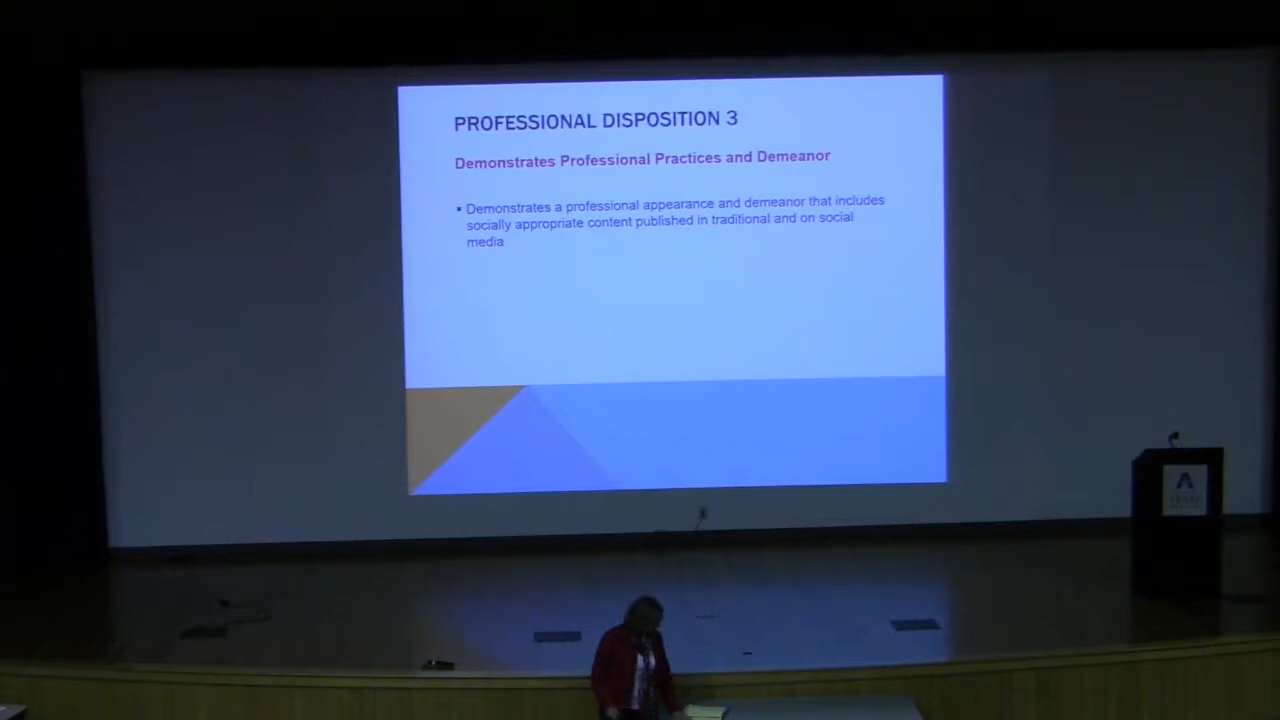 PROFESSIONAL DISPOSITION 3
Demonstrates Professional Practices and Demeanor
▪ Demonstrates a professional appearance and demeanor that includes
socially appropriate content published in traditional and on social
media